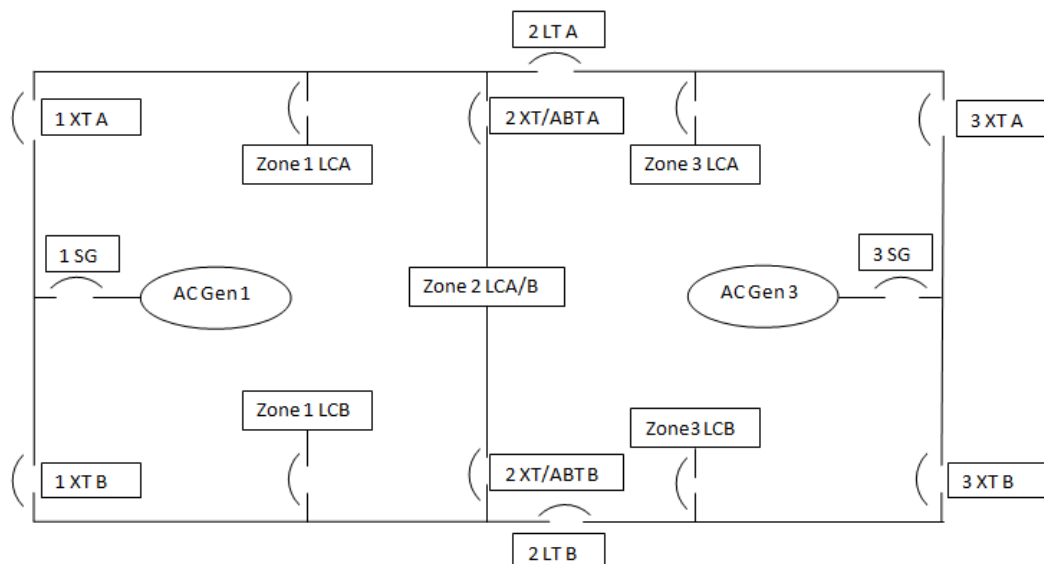 2 LT A
1 XT A
2 XT/ABT A
3 XT A
Zone 1 LCA
Zone 3 LCA
1 SG
3 SG
AC Gen 1
Zone 2 LCA/B
AC Gen 3
Zone 1 LCB
Zone3 LCB
1 XT B
2 XT/ABT B
3 XT B
2 LT B